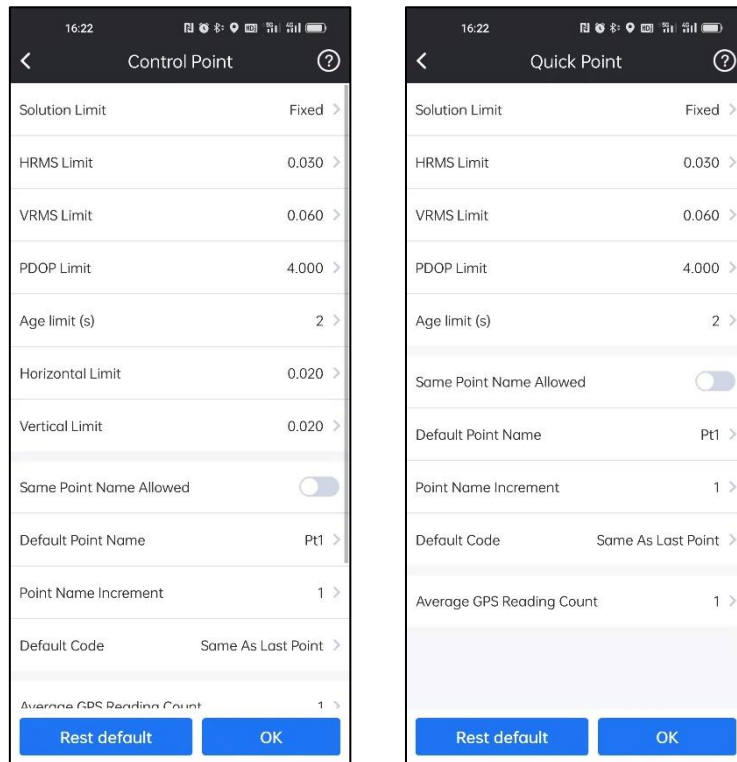 16:22
Control Point
Solution Limit Fixed
HRMS Limit 0.030
VRMS Limit 0.060
PDOP Limit 4.000
Age limit (s) 2
Horizontal Limit 0.020
Vertical Limit 0.020
Same Point Name Allowed
Default Point Name Pt1
Point Name Increment 1
Default Code Same As Last Point
Average GPS Reading Count 1
Rest default OK
16:22
Quick Point
Solution Limit Fixed
HRMS Limit 0.030
VRMS Limit 0.060
PDOP Limit 4.000
Age limit (s) 2
Same Point Name Allowed
Default Point Name Pt1
Point Name Increment 1
Default Code Same As Last Point
Average GPS Reading Count 1
Rest default OK